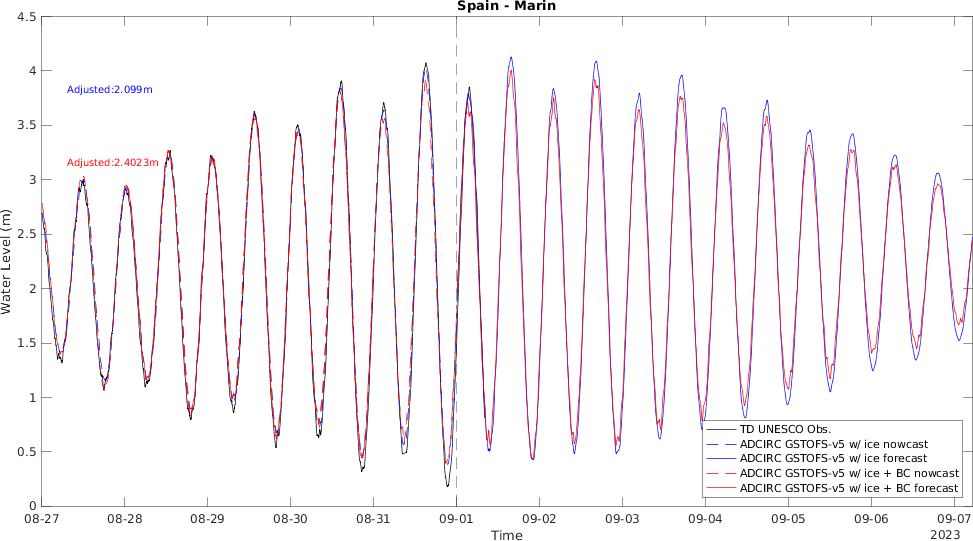 Spain - Marin
4.5
4
3.5
3
2.5
2
1.5
1
0.5
0
Water Level (m)
Adjusted:2.099m
Adjusted:2.4023m
TD UNESCO Obs.
ADCIRC GSTOFS-v5 w/ ice nowcast
ADCIRC GSTOFS-v5 w/ ice forecast
ADCIRC GSTOFS-v5 w/ ice + BC nowcast
ADCIRC GSTOFS-v5 w/ ice + BC forecast
08-27 08-28 08-29 08-30 08-31 09-01 09-02 09-03 09-04 09-05 09-06 09-07
2023
Time